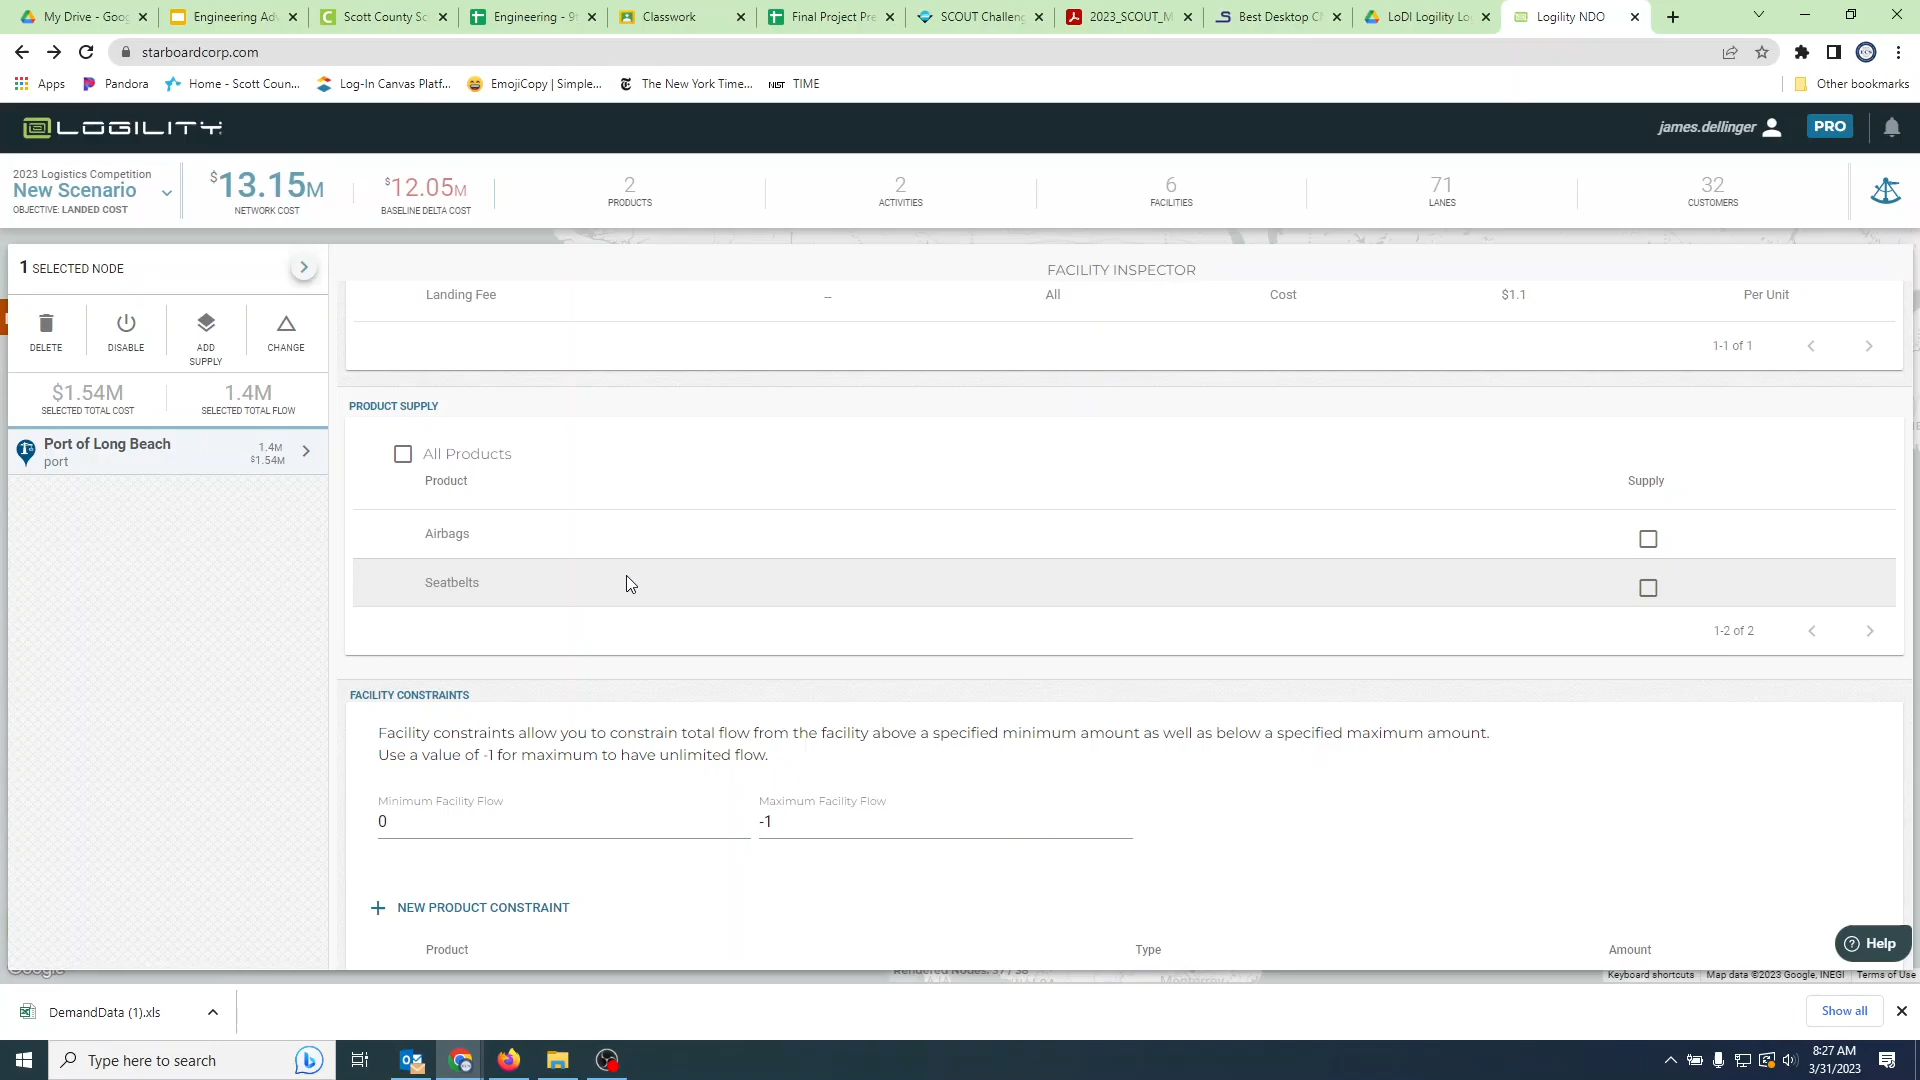 My Drive - Goog
Engineering Adv
Scott County Sc
Engineering - 9t
Classwork
Final Project Pre
SCOUT Challeng
2023_SCOUT_M
Best Desktop C
LoDI Logility Lo
Logility NDO
starboardcorp.com
Apps
Pandora
Home - Scott Coun...
Log-In Canvas Platf...
EmojiCopy | Simple...
The New York Time...
NIST TIME
Other bookmarks
LOGILITY
james.dellinger
PRO
2023 Logistics Competition
New Scenario
OBJECTIVE: LANDED COST
$13.15M
NETWORK COST
$12.05M
BASELINE DELTA COST
2
PRODUCTS
2
ACTIVITIES
6
FACILITIES
71
LANES
32
CUSTOMERS
1 SELECTED NODE
DELETE
DISABLE
ADD
SUPPLY
CHANGE
$1.54M
SELECTED TOTAL COST
1.4M
SELECTED TOTAL FLOW
Port of Long Beach
port
1.4M
$1.54M
FACILITY INSPECTOR
Landing Fee -- All Cost $1.1 Per Unit
1-1 of 1
PRODUCT SUPPLY
All Products
Product Supply
Airbags
Seatbelts
1-2 of 2
FACILITY CONSTRAINTS
Facility constraints allow you to constrain total flow from the facility above a specified minimum amount as well as below a specified maximum amount.
Use a value of -1 for maximum to have unlimited flow.
Minimum Facility Flow
0
Maximum Facility Flow
-1
+ NEW PRODUCT CONSTRAINT
Product Type Amount
Help
Google
Keyboard shortcuts Map data ©2023 Google, INEGI Terms of Use
DemandData (1).xls
Show all
Type here to search
8:27 AM
3/31/2023